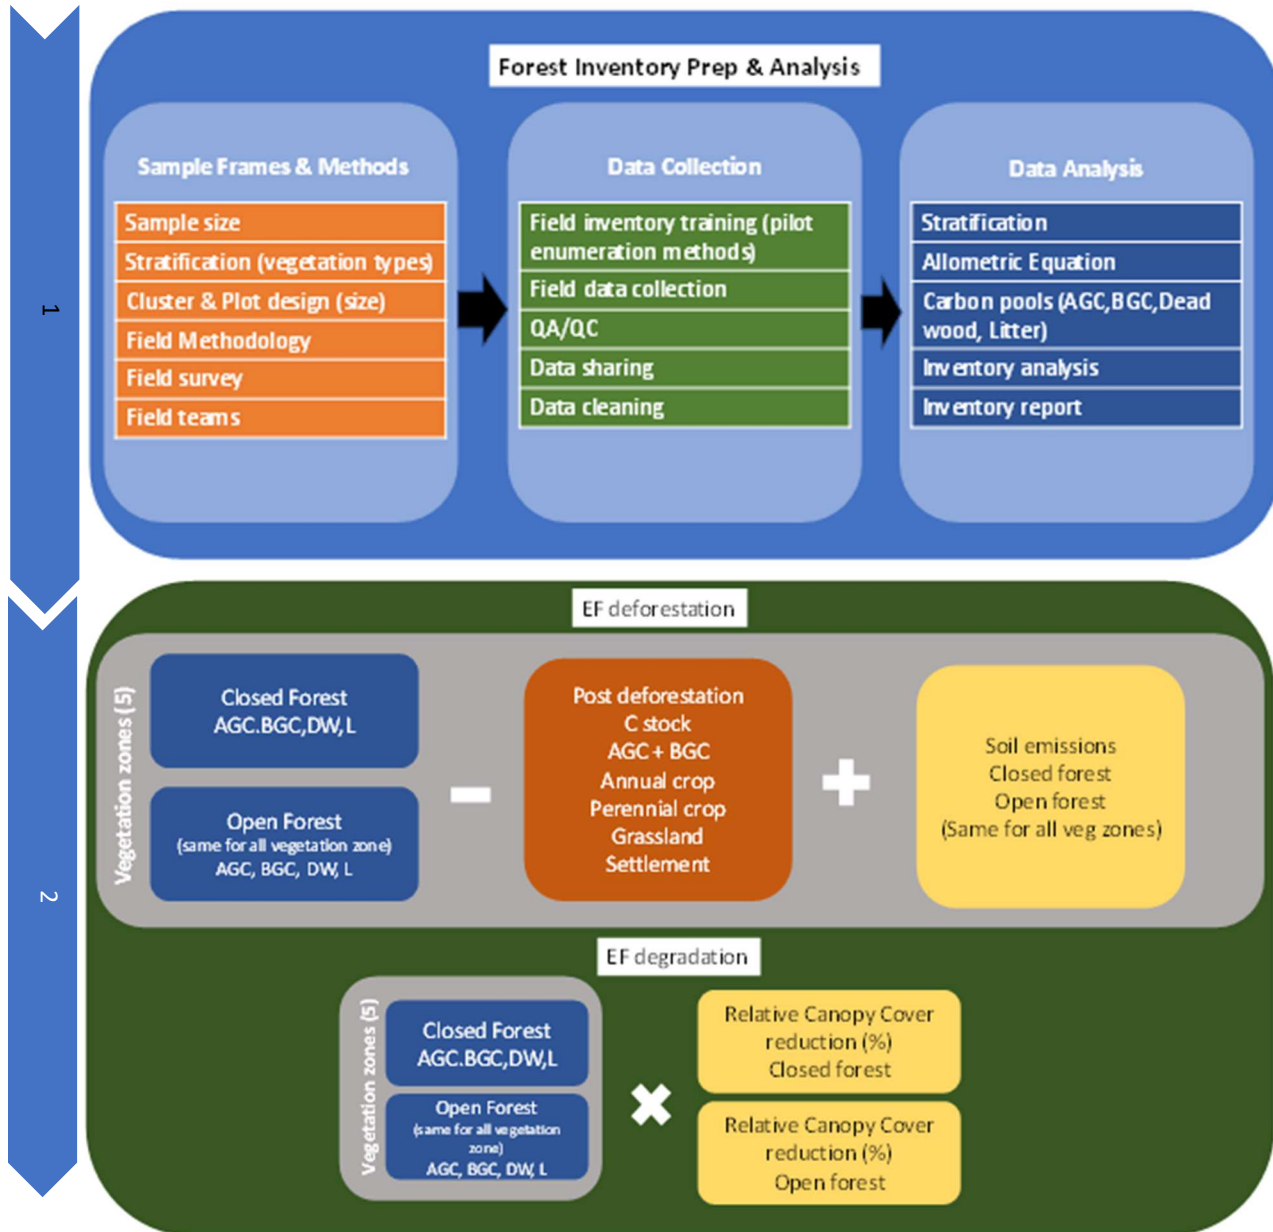 1
Forest Inventory Prep & Analysis
Sample Frames & Methods
Sample size
Stratification (vegetation types)
Cluster & Plot design (size)
Field Methodology
Field survey
Field teams
Data Collection
Field inventory training (pilot
enumeration methods)
Field data collection
QA/QC
Data sharing
Data cleaning
Data Analysis
Stratification
Allometric Equation
Carbon pools (AGC,BGC,Dead
wood, Litter)
Inventory analysis
Inventory report
2
EF deforestation
Vegetation zones (5)
Closed Forest
AGC.BGC,DW,L
Open Forest
(same for all vegetation zone)
AGC, BGC, DW, L
Post deforestation
C stock
AGC + BGC
Annual crop
Perennial crop
Grassland
Settlement
Soil emissions
Closed forest
Open forest
(Same for all veg zones)
EF degradation
Vegetation zones (5)
Closed Forest
AGC.BGC,DW,L
Open Forest
(same for all vegetation
zone)
AGC, BGC, DW, L
Relative Canopy Cover
reduction (%)
Closed forest
Relative Canopy Cover
reduction (%)
Open forest